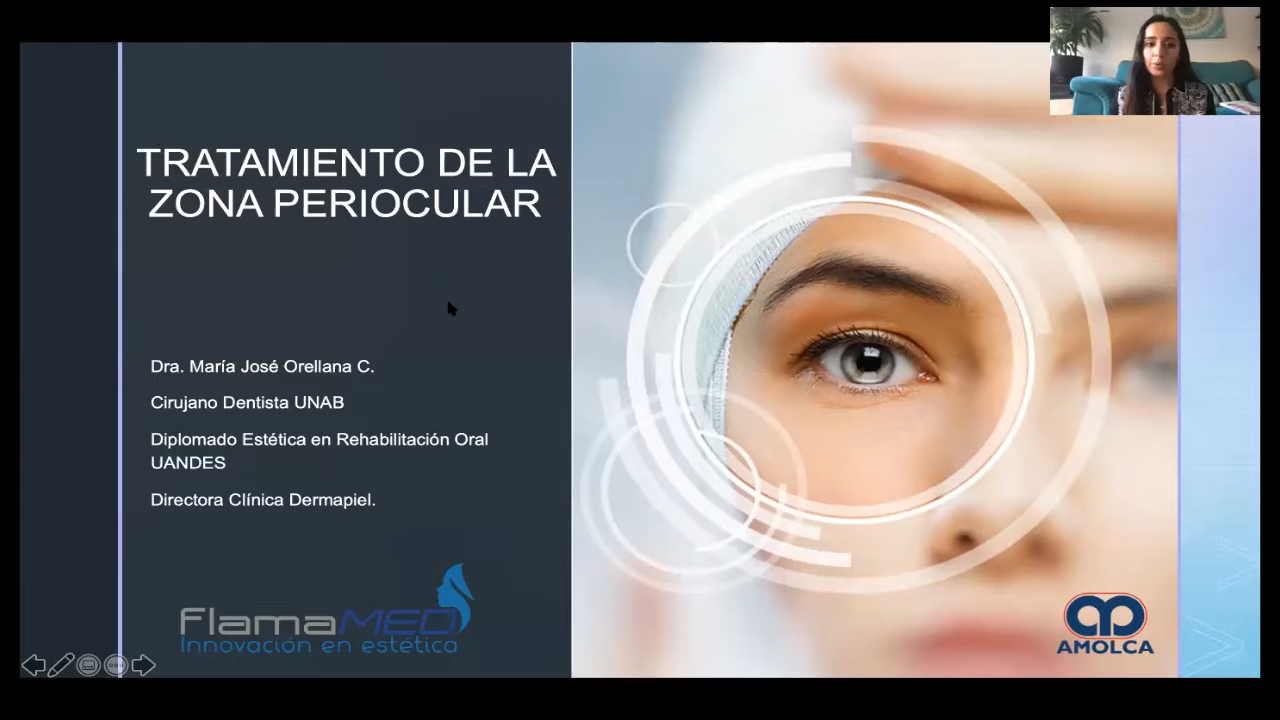 TRATAMIENTO DE LA
ZONA PERIOCULAR
Dra. María José Orellana C.
Cirujano Dentista UNAB
Diplomado Estética en Rehabilitación Oral
UANDES
Directora Clínica Dermapiel.
FlamaMED
Innovación en estética
AMOLCA